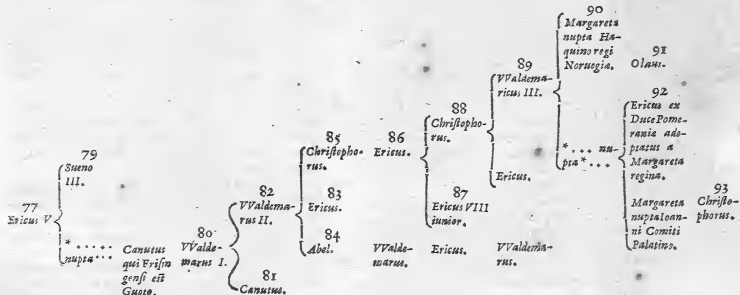 90
Margareta
nupta Ha-
quino regi
Noruegiæ.
91
Olaus.
89
VValdema-
ricus III.
92
Ericus ex
Duce Pome-
raniæ ado-
ptatus a
Margareta
regina.
* . . . . nu-
pta * . . . .
88
Christopho-
rus.
Ericus.
85
Christopho-
rus.
86
Ericus.
87
Ericus VIII
iunior.
93
Margareta
nupta Ioan-
ni Comiti
Palatino.
Christo-
phorus.
79
Sueno
III.
77
Ericus V
82
VValdema-
rus II.
83
Ericus.
84
Abel.
VValde-
marus.
Ericus.
VValdema-
rus.
* . . . . . .
nupta . . .
Canutus
qui Frisin
gensi est
Guoto.
80
VValde-
marus I.
81
Canutus.